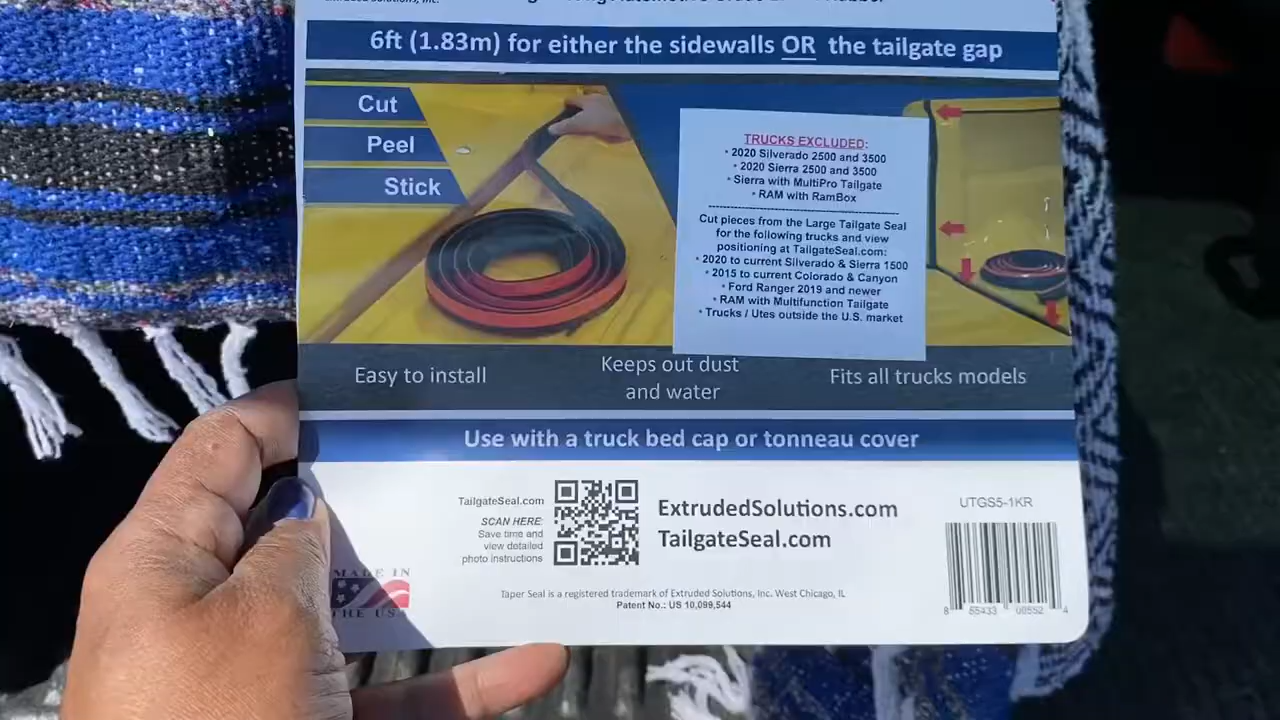 6ft (1.83m) for either the sidewalls OR the tailgate gap
Cut
Peel
Stick
TRUCKS EXCLUDED:
• 2020 Silverado 2500 and 3500
• 2020 Sierra 2500 and 3500
• Sierra with MultiPro Tailgate
• RAM with RamBox
Cut pieces from the Large Tailgate Seal
for the following trucks and view
positioning at TailgateSeal.com:
• 2020 to current Silverado & Sierra 1500
• 2015 to current Colorado & Canyon
• Ford Ranger 2019 and newer
• RAM with Multifunction Tailgate
• Trucks / Utes outside the U.S. market
Easy to install
Keeps out dust
and water
Fits all trucks models
Use with a truck bed cap or tonneau cover
TailgateSeal.com
SCAN HERE:
Save time and
view detailed
photo instructions
ExtrudedSolutions.com
TailgateSeal.com
UTGS5-1KR
MADE IN
THE US
Taper Seal is a registered trademark of Extruded Solutions, Inc. West Chicago, IL
Patent No.: US 10,099,544
8 55433 00552 4